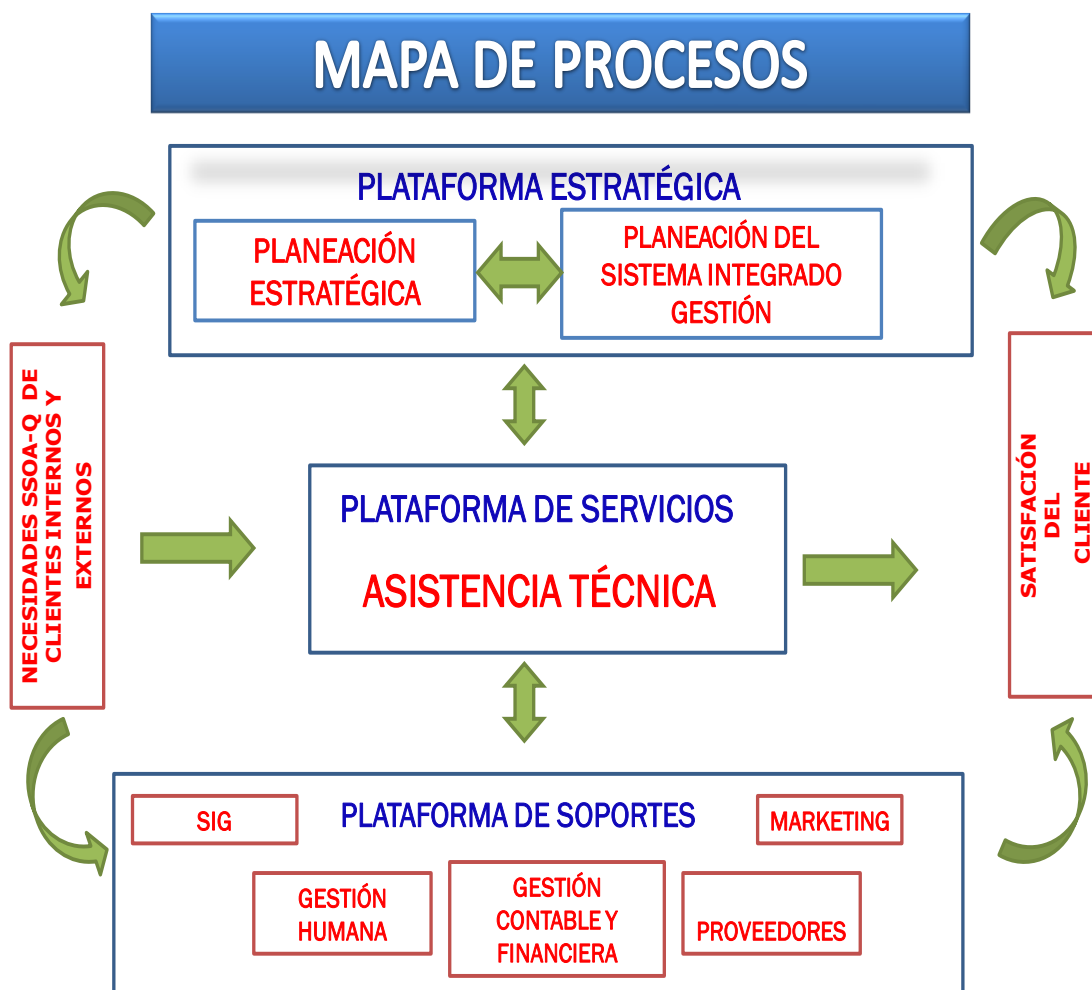 MAPA DE PROCESOS
PLATAFORMA ESTRATÉGICA
PLANEACIÓN
ESTRATÉGICA
PLANEACIÓN DEL
SISTEMA INTEGRADO
GESTIÓN
NECESIDADES SSOA-Q DE
CLIENTES INTERNOS Y
EXTERNOS
PLATAFORMA DE SERVICIOS
ASISTENCIA TÉCNICA
SATISFACIÓN
DEL
CLIENTE
PLATAFORMA DE SOPORTES
SIG
MARKETING
GESTIÓN
HUMANA
GESTIÓN
CONTABLE Y
FINANCIERA
PROVEEDORES